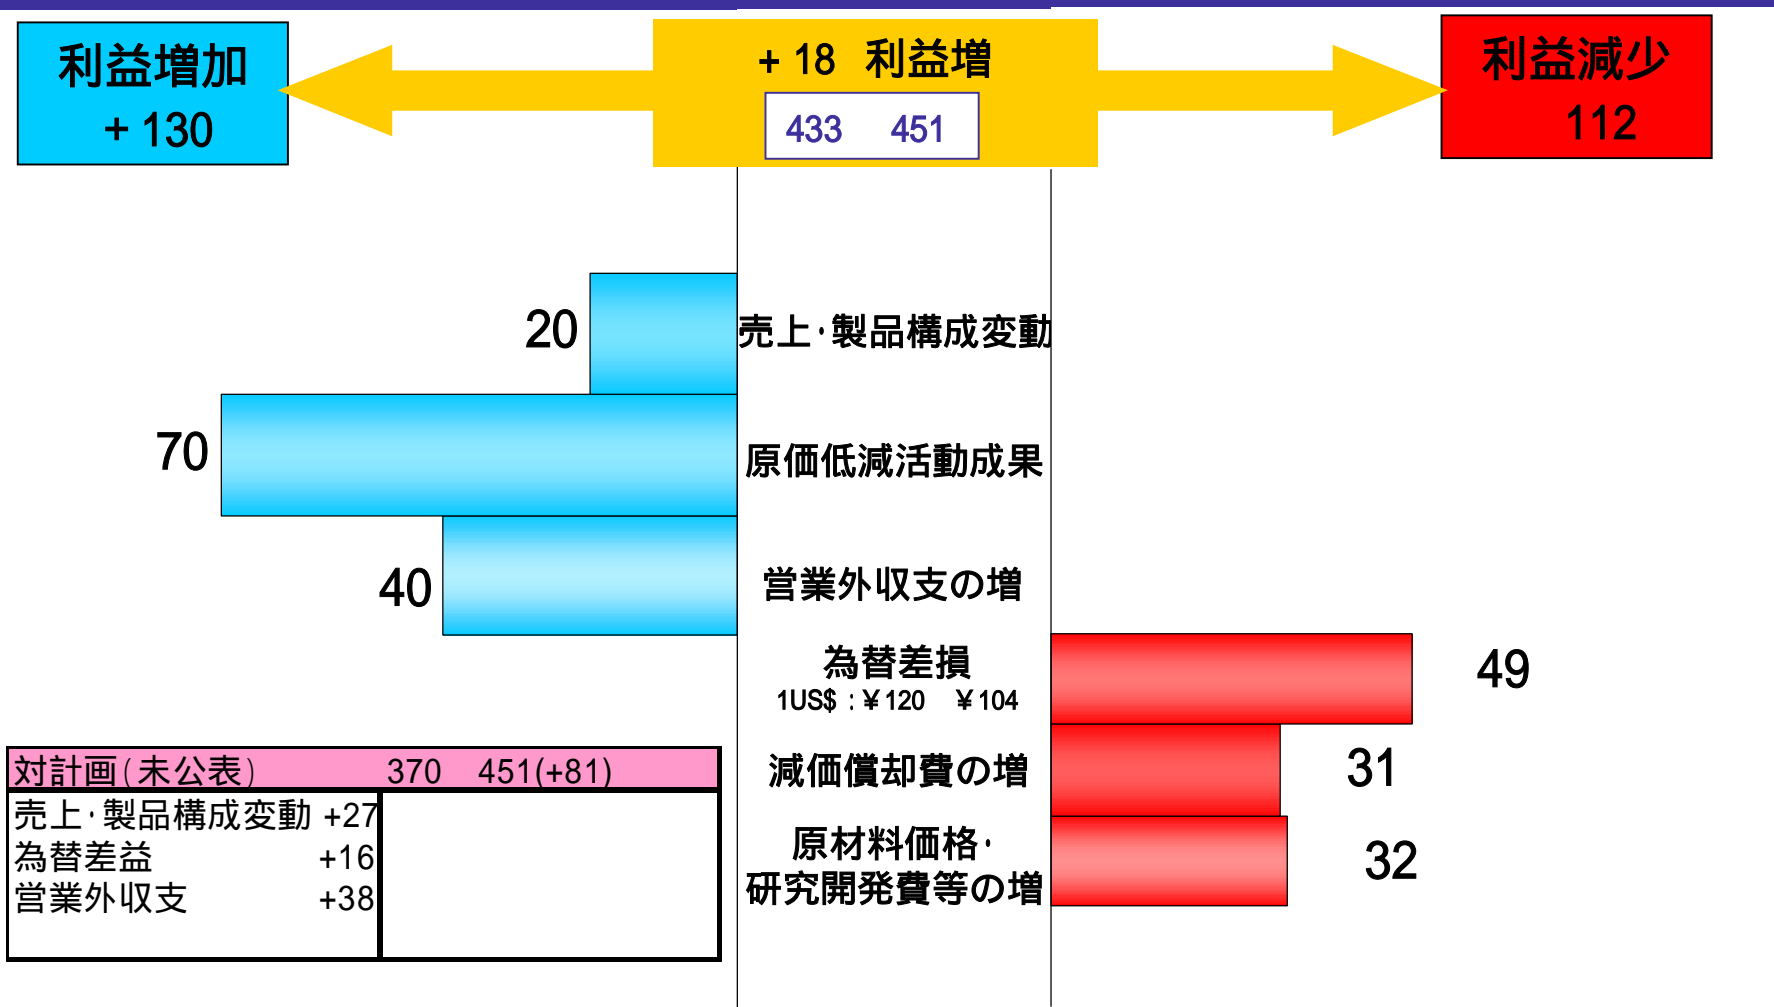 利益増加
+ 130
+ 18 利益増
433 451
利益減少
112
20
売上･製品構成変動
70
原価低減活動成果
40
営業外収支の増
為替差損
1US$ : ¥120 ¥104
49
減価償却費の増
31
原材料価格･
研究開発費等の増
32
対計画(未公表) 370 451(+81)
売上･製品構成変動 +27
為替差益 +16
営業外収支 +38